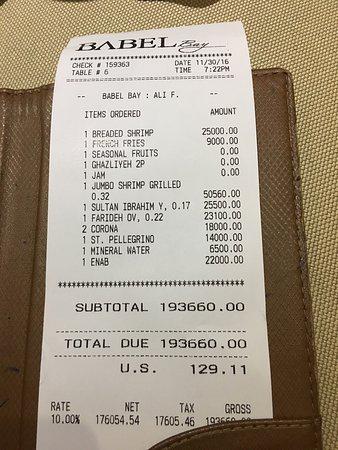 BABEL Bay
CHECK # 159363 DATE 11/30/16
TABLE # 6 TIME 7:22PM
-- BABEL BAY : ALI F. --
ITEMS ORDERED AMOUNT
1 BREADED SHRIMP 25000.00
1 FRENCH FRIES 9000.00
1 SEASONAL FRUITS 0.00
1 GHAZLIYEH 2P 0.00
1 JAM 0.00
1 JUMBO SHRIMP GRILLED
0.32 50560.00
1 SULTAN IBRAHIM Y, 0.17 25500.00
1 FARIDEH OV, 0.22 23100.00
2 CORONA 18000.00
1 ST. PELLEGRINO 14000.00
1 MINERAL WATER 6500.00
1 ENAB 22000.00
SUBTOTAL 193660.00
TOTAL DUE 193660.00
U.S. 129.11
RATE NET TAX GROSS
10.00% 176054.54 17605.46